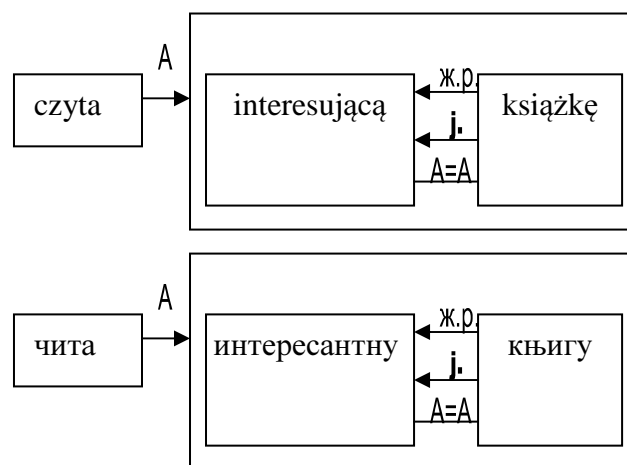 A
ж.р.
czyta interesującą książkę
j.
A=A
A
ж.р.
чита интересантну књигу
j.
A=A